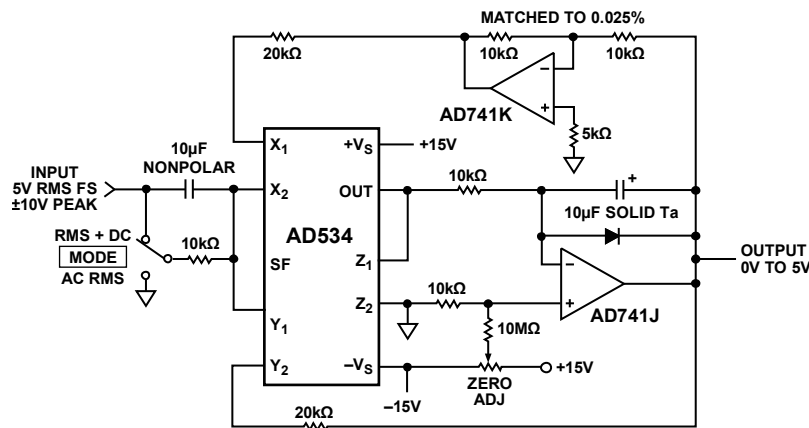 MATCHED TO 0.025%
20kΩ
10kΩ
10kΩ
AD741K
5kΩ
INPUT
5V RMS FS
±10V PEAK
10µF
NONPOLAR
RMS + DC
MODE
AC RMS
10kΩ
X1
X2
SF
Y1
Y2
AD534
+VS
OUT
Z1
Z2
–VS
+15V
10kΩ
10µF SOLID Ta
+
–
+
–
+
AD741J
10kΩ
10MΩ
+15V
ZERO
ADJ
–15V
20kΩ
OUTPUT
0V TO 5V